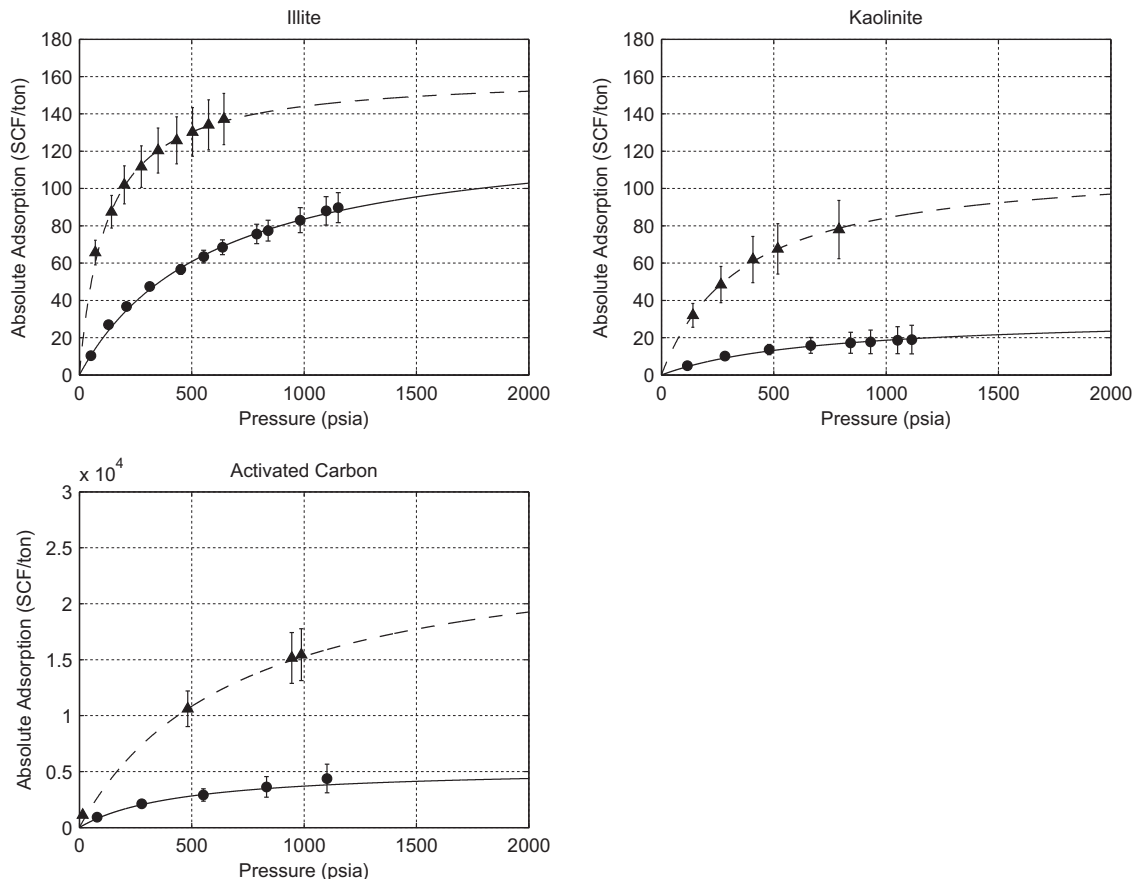 Illite
180
160
140
120
100
80
60
40
20
0
Absolute Adsorption (SCF/ton)
0 500 1000 1500 2000
Pressure (psia)
Kaolinite
180
160
140
120
100
80
60
40
20
0
Absolute Adsorption (SCF/ton)
0 500 1000 1500 2000
Pressure (psia)
x 10^4
Activated Carbon
3
2.5
2
1.5
1
0.5
0
Absolute Adsorption (SCF/ton)
0 500 1000 1500 2000
Pressure (psia)